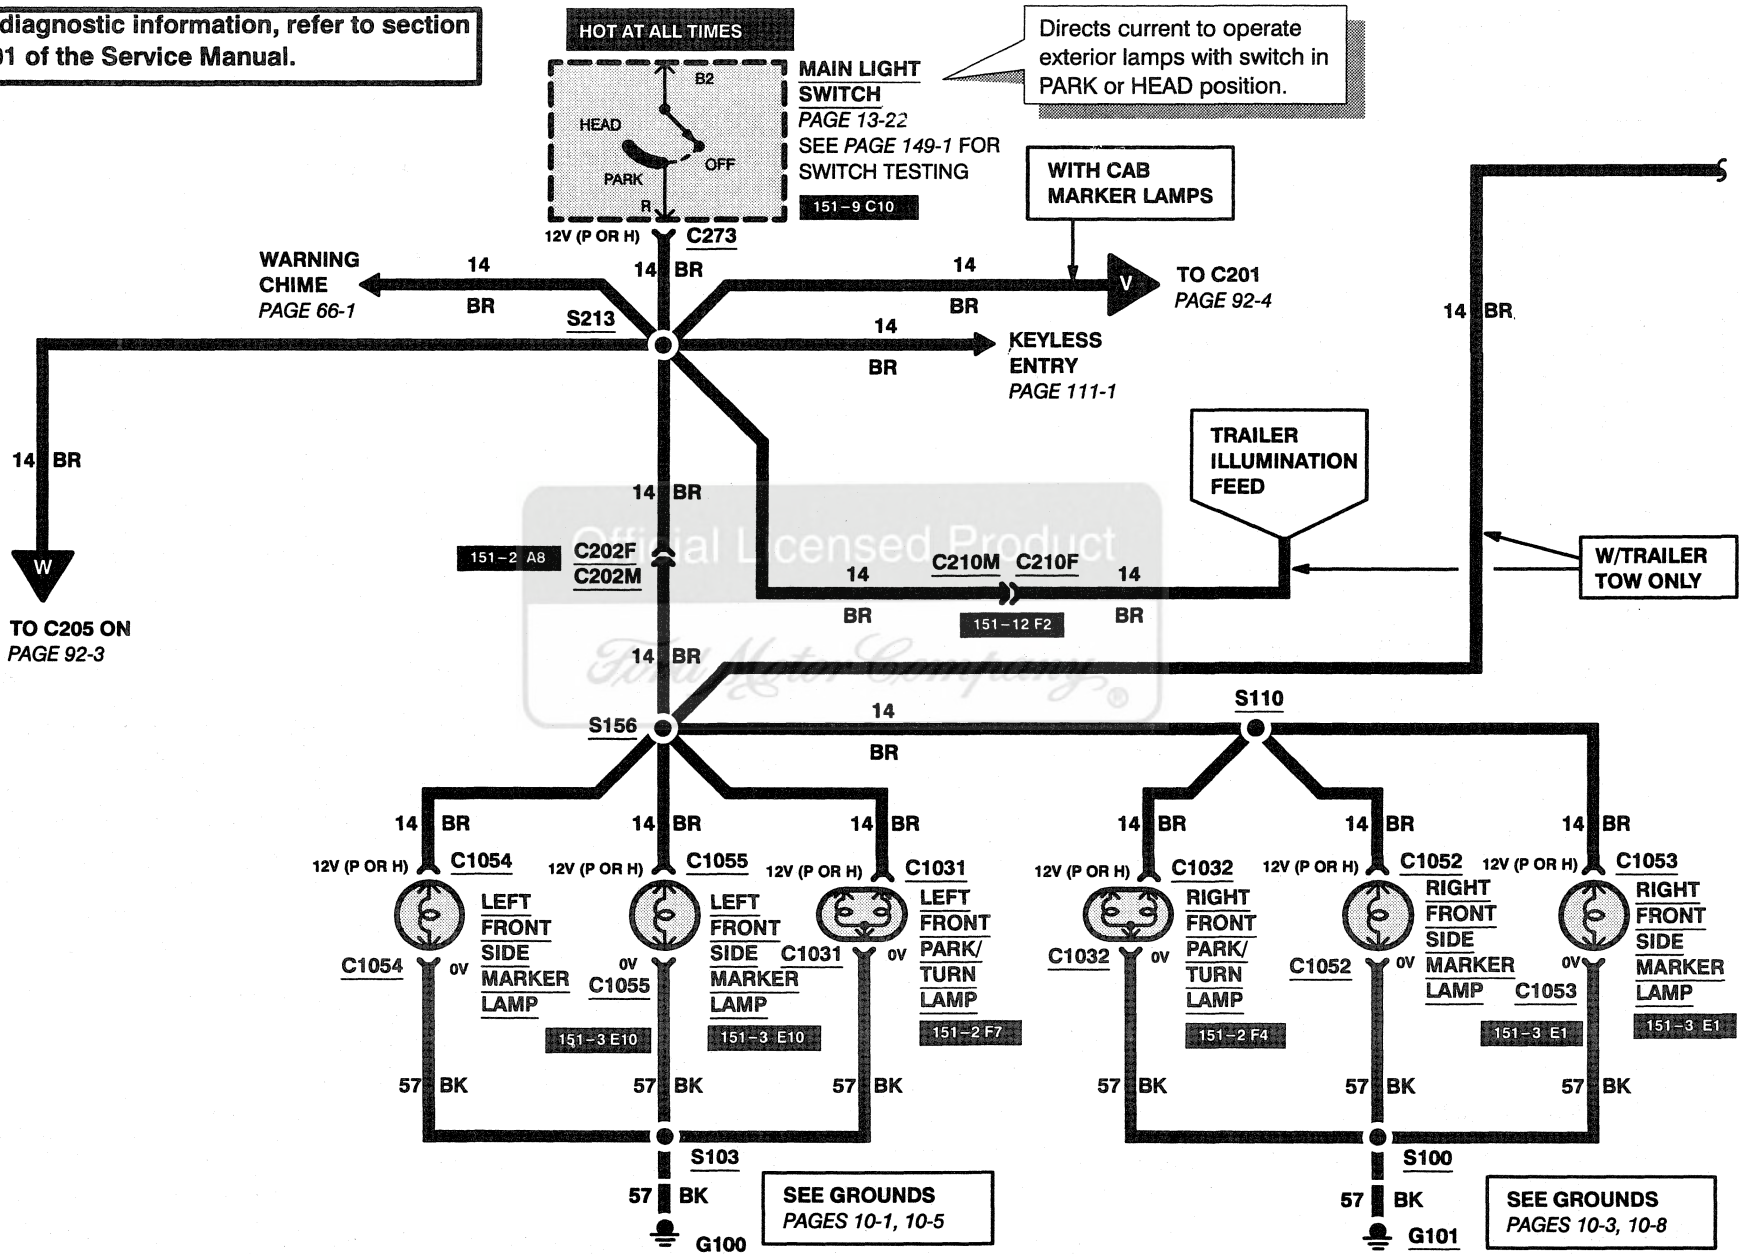 diagnostic information, refer to section
01 of the Service Manual.
HOT AT ALL TIMES
B2
HEAD
OFF
PARK
R
MAIN LIGHT
SWITCH
PAGE 13-22
SEE PAGE 149-1 FOR
SWITCH TESTING
151-9 C10
Directs current to operate
exterior lamps with switch in
PARK or HEAD position.
WITH CAB
MARKER LAMPS
12V (P OR H)
C273
14 BR
WARNING
CHIME
PAGE 66-1
14
BR
S213
14
BR
V
TO C201
PAGE 92-4
14
BR
KEYLESS
ENTRY
PAGE 111-1
14 BR
14 BR
W
TO C205 ON
PAGE 92-3
14 BR
151-2 A8
C202F
C202M
TRAILER
ILLUMINATION
FEED
C210M C210F
14
BR
14
BR
151-12 F2
W/TRAILER
TOW ONLY
Official Licensed Product
Ford Motor Company
®
14 BR
S156
14
BR
S110
14 BR
14 BR
14 BR
14 BR
14 BR
14 BR
12V (P OR H)
C1054
12V (P OR H)
C1055
12V (P OR H)
C1031
12V (P OR H)
C1032
12V (P OR H)
C1052
12V (P OR H)
C1053
LEFT
FRONT
SIDE
MARKER
LAMP
C1054
0V
LEFT
FRONT
SIDE
MARKER
LAMP
0V
C1055
151-3 E10
151-3 E10
LEFT
FRONT
PARK/
TURN
LAMP
C1031
0V
151-2 F7
RIGHT
FRONT
PARK/
TURN
LAMP
C1032
0V
151-2 F4
RIGHT
FRONT
SIDE
MARKER
LAMP
C1052
0V
RIGHT
FRONT
SIDE
MARKER
LAMP
0V
C1053
151-3 E1
151-3 E1
57 BK
57 BK
57 BK
57 BK
57 BK
57 BK
S103
57 BK
G100
SEE GROUNDS
PAGES 10-1, 10-5
S100
57 BK
G101
SEE GROUNDS
PAGES 10-3, 10-8